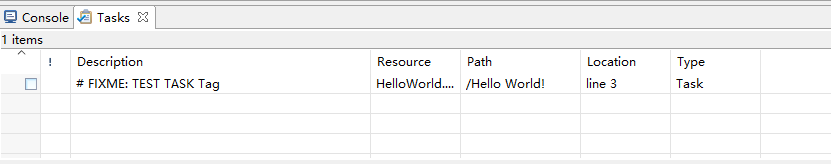 Console Tasks
1 items
! Description Resource Path Location Type
# FIXME: TEST TASK Tag HelloWorld.... /Hello World! line 3 Task